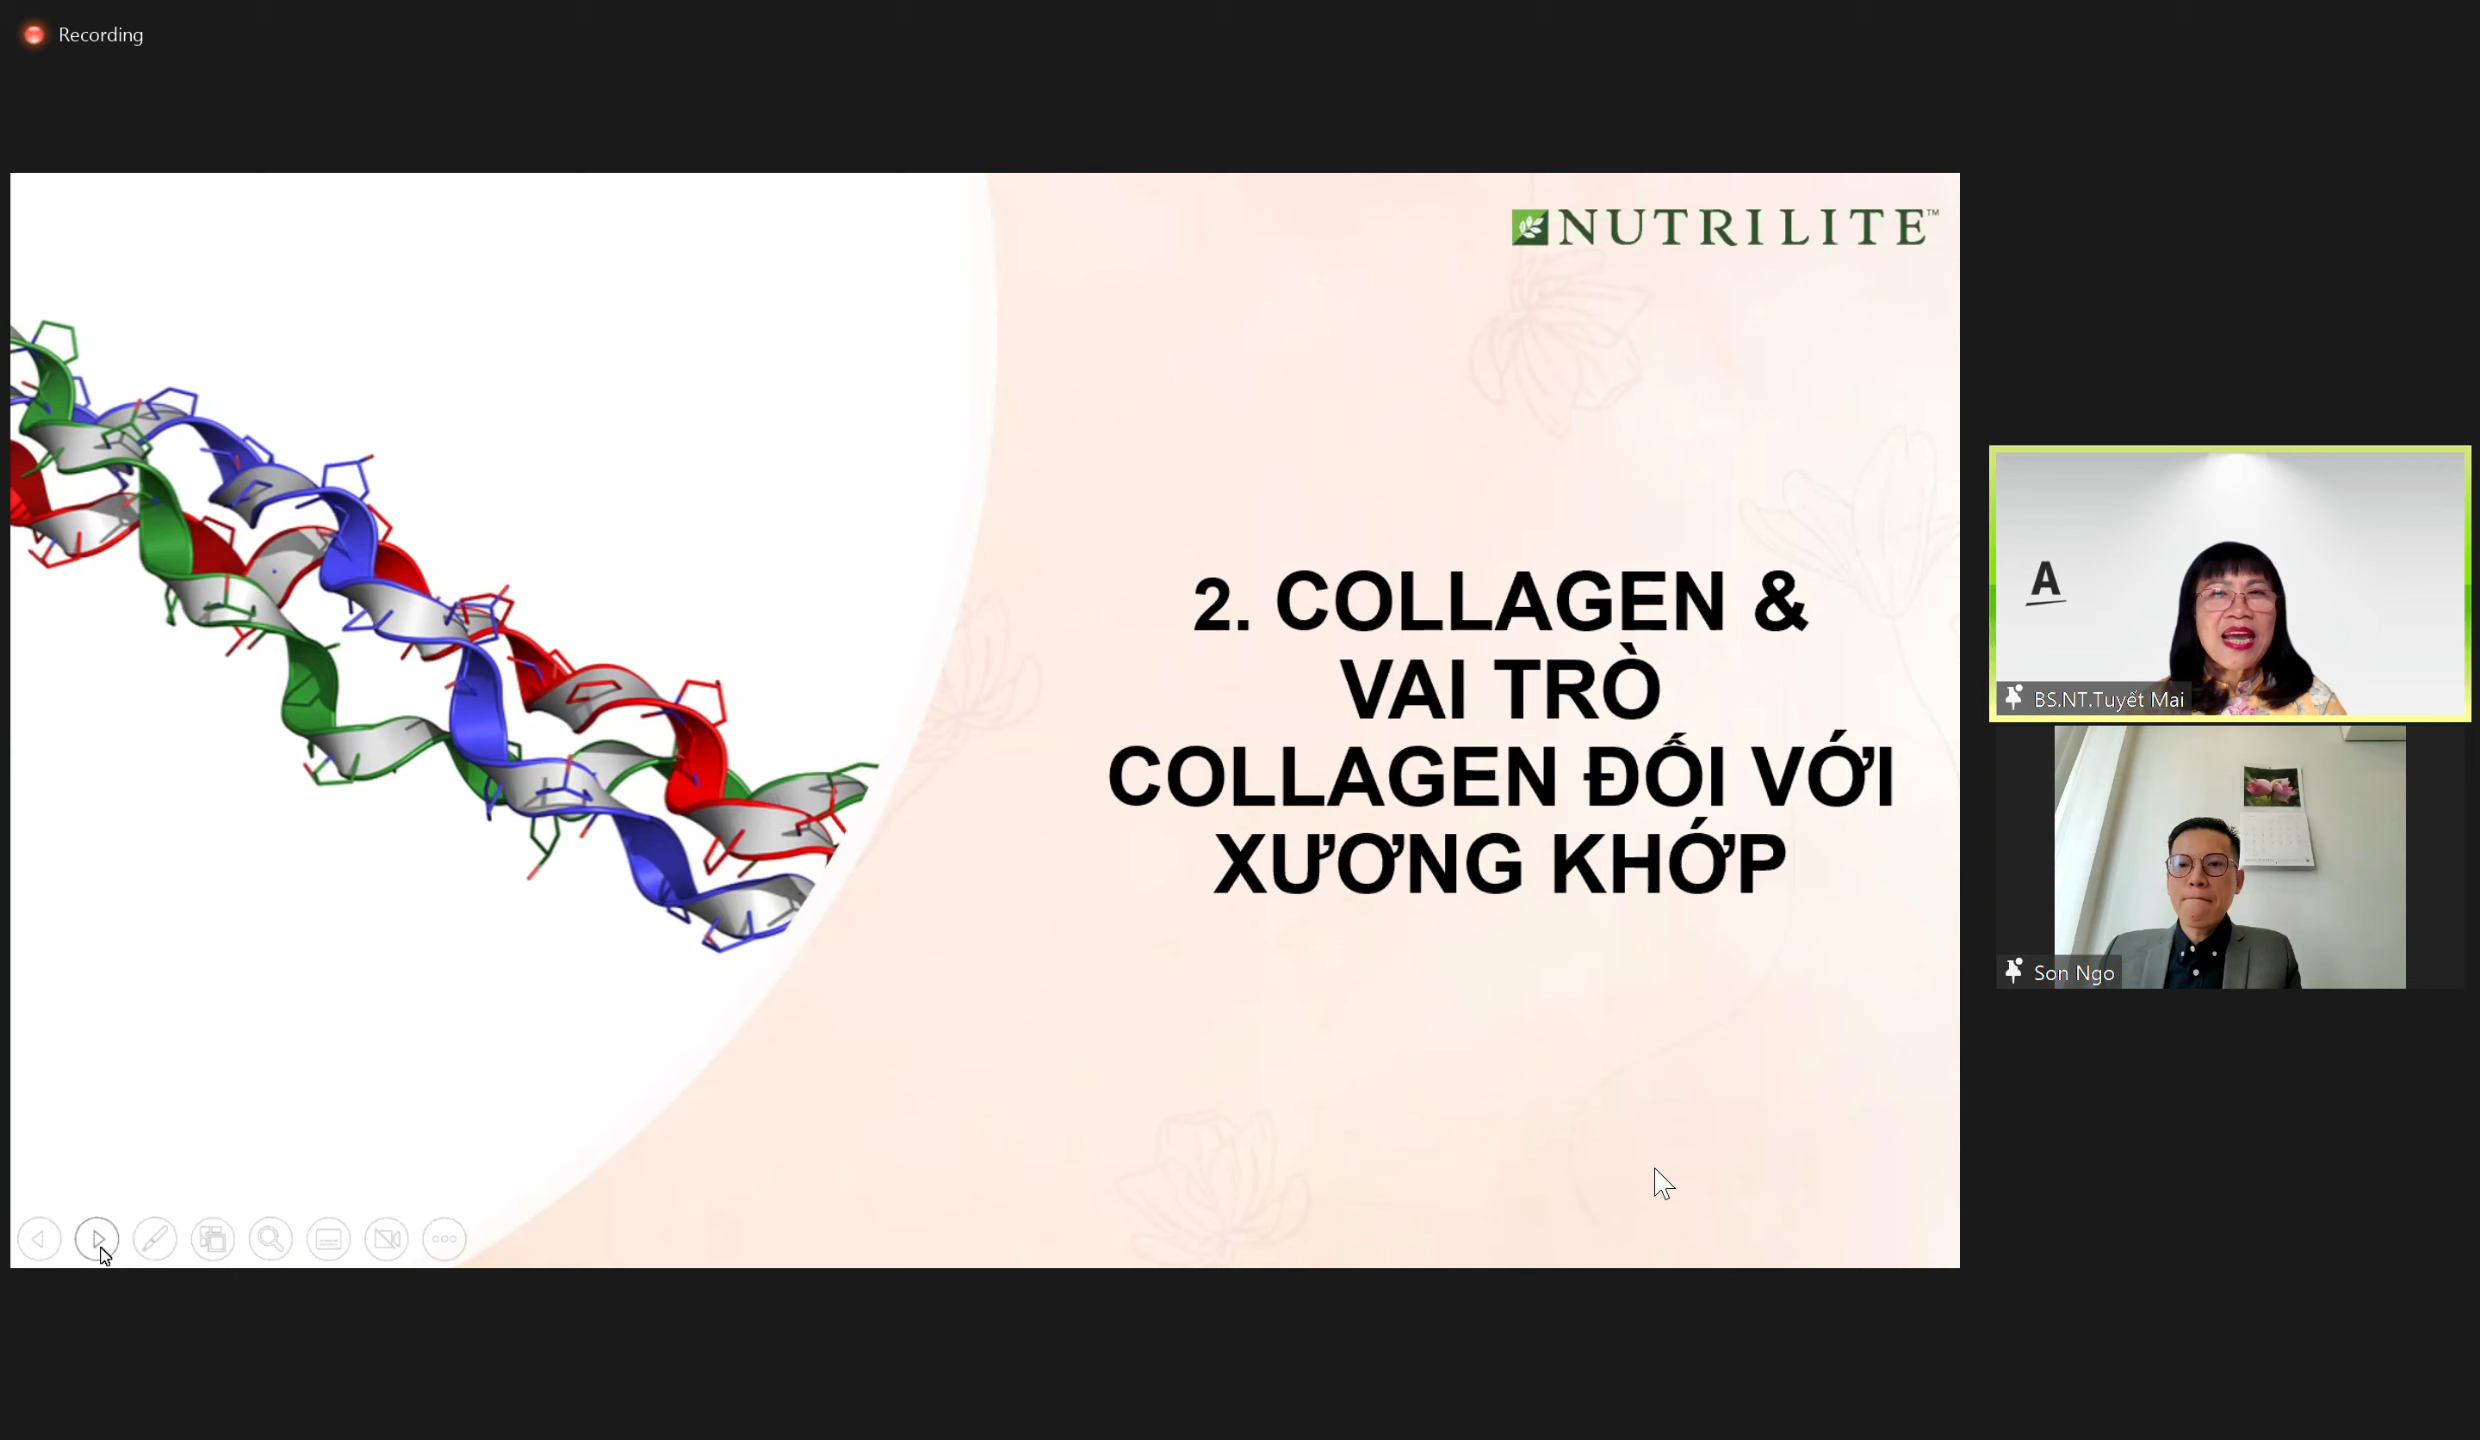 Recording
NUTRILITE™
2. COLLAGEN &
VAI TRÒ
COLLAGEN ĐỐI VỚI
XƯƠNG KHỚP
A
BS.NT.Tuyết Mai
Son Ngo